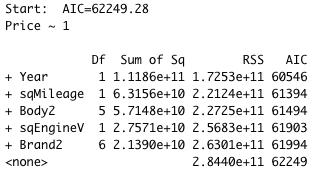 Start:  AIC=62249.28
Price ~ 1

            Df  Sum of Sq        RSS   AIC
+ Year       1 1.1186e+11 1.7253e+11 60546
+ sqMileage  1 6.3156e+10 2.2124e+11 61394
+ Body2      5 5.7148e+10 2.2725e+11 61494
+ sqEngineV  1 2.7571e+10 2.5683e+11 61903
+ Brand2     6 2.1390e+10 2.6301e+11 61994
<none>                    2.8440e+11 62249